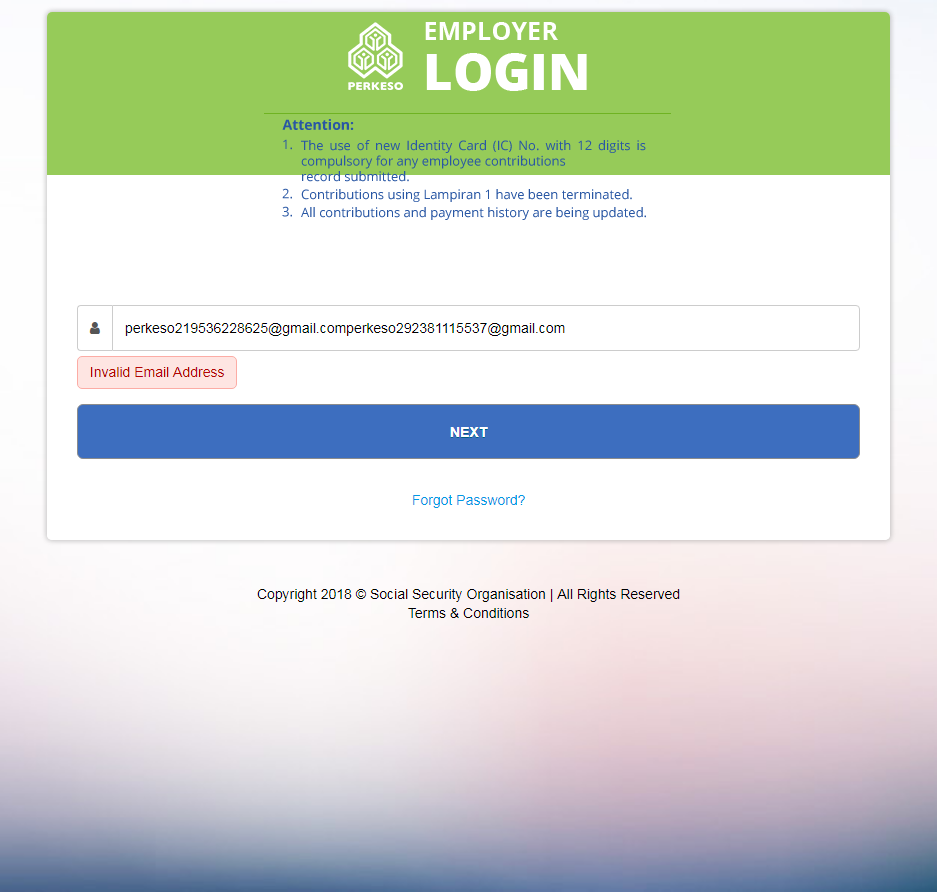 EMPLOYER
LOGIN
PERKESO
Attention:
1. The use of new Identity Card (IC) No. with 12 digits is
compulsory for any employee contributions
record submitted.
2. Contributions using Lampiran 1 have been terminated.
3. All contributions and payment history are being updated.
perkeso219536228625@gmail.comperkeso292381115537@gmail.com
Invalid Email Address
NEXT
Forgot Password?
Copyright 2018 © Social Security Organisation | All Rights Reserved
Terms & Conditions